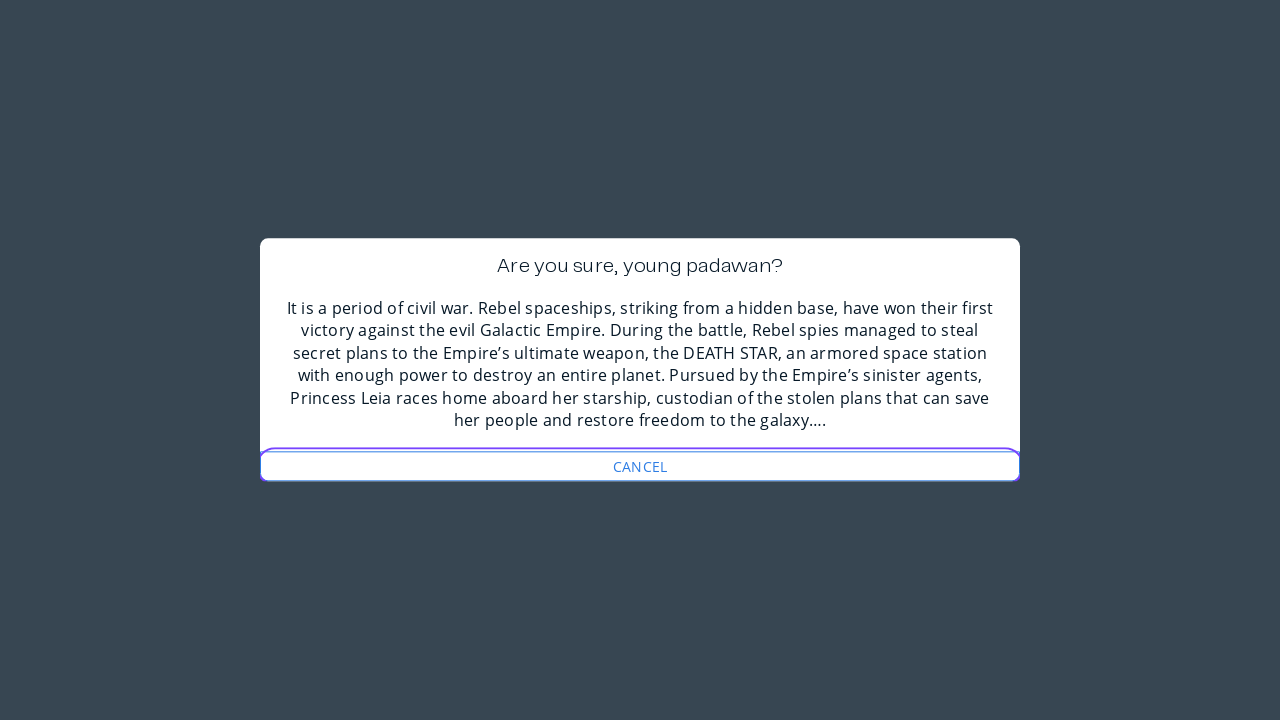 Are you sure, young padawan?
It is a period of civil war. Rebel spaceships, striking from a hidden base, have won their first
victory against the evil Galactic Empire. During the battle, Rebel spies managed to steal
secret plans to the Empire’s ultimate weapon, the DEATH STAR, an armored space station
with enough power to destroy an entire planet. Pursued by the Empire’s sinister agents,
Princess Leia races home aboard her starship, custodian of the stolen plans that can save
her people and restore freedom to the galaxy….
CANCEL